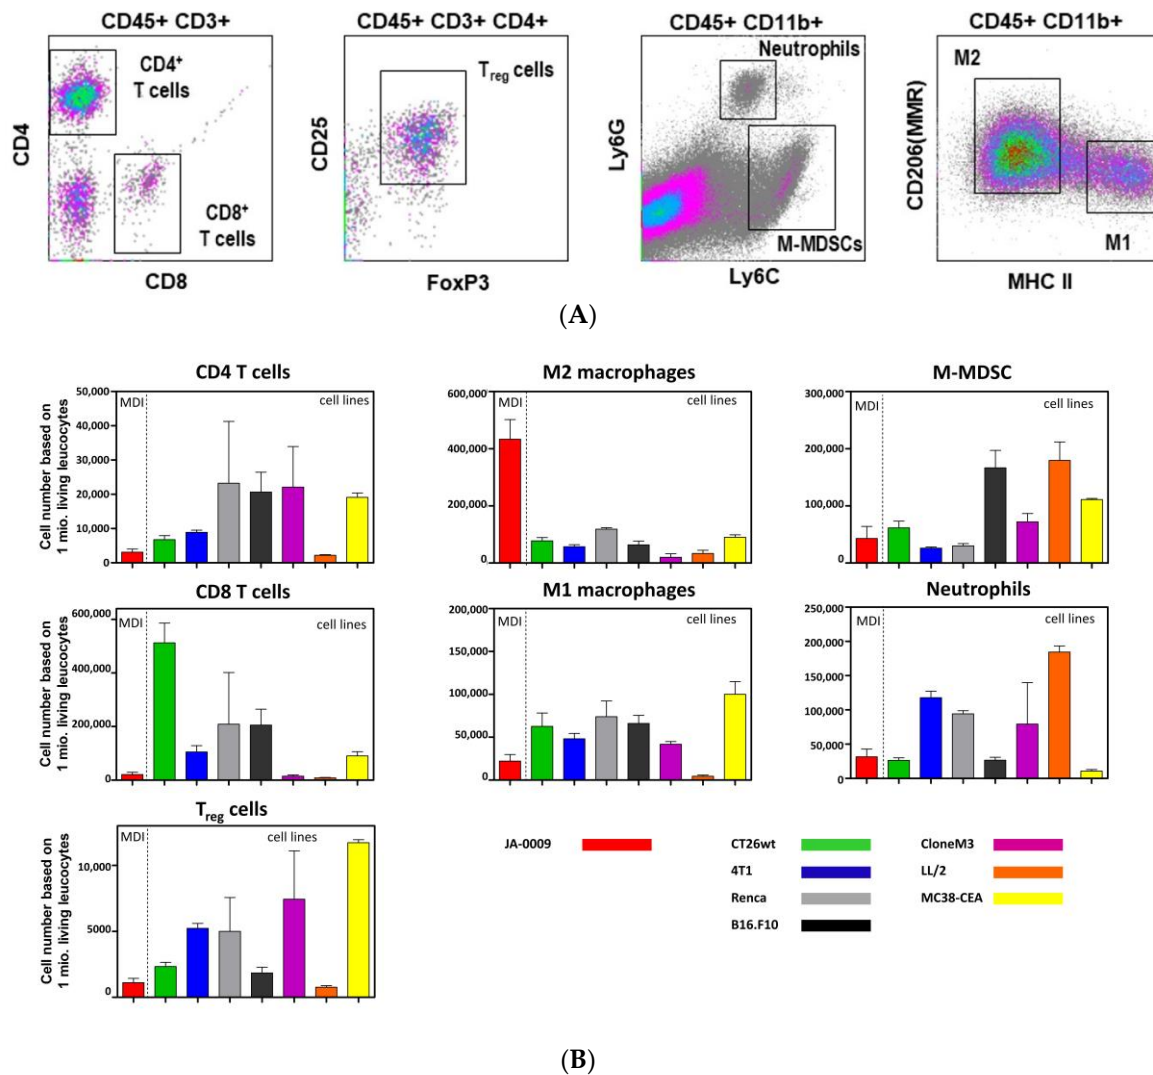 CD45+ CD3+
CD45+ CD3+ CD4+
CD45+ CD11b+
CD45+ CD11b+
CD4
CD4+
T cells
CD8+
T cells
CD8
CD25
Treg cells
FoxP3
Ly6G
Neutrophils
M-MDSCs
Ly6C
CD206(MMR)
M2
M1
MHC II
(A)
CD4 T cells
Cell number based on
1 mio. living leucocytes
50,000
40,000
30,000
20,000
10,000
0
MDI
cell lines
M2 macrophages
600,000
400,000
200,000
0
MDI
cell lines
M-MDSC
300,000
200,000
100,000
0
MDI
cell lines
CD8 T cells
Cell number based on
1 mio. living leucocytes
600,000
400,000
200,000
0
MDI
cell lines
M1 macrophages
200,000
150,000
100,000
50,000
0
MDI
cell lines
Neutrophils
250,000
200,000
150,000
100,000
50,000
0
MDI
cell lines
Treg cells
Cell number based on
1 mio. living leucocytes
10,000
5000
0
MDI
cell lines
JA-0009
CT26wt
4T1
Renca
B16.F10
CloneM3
LL/2
MC38-CEA
(B)